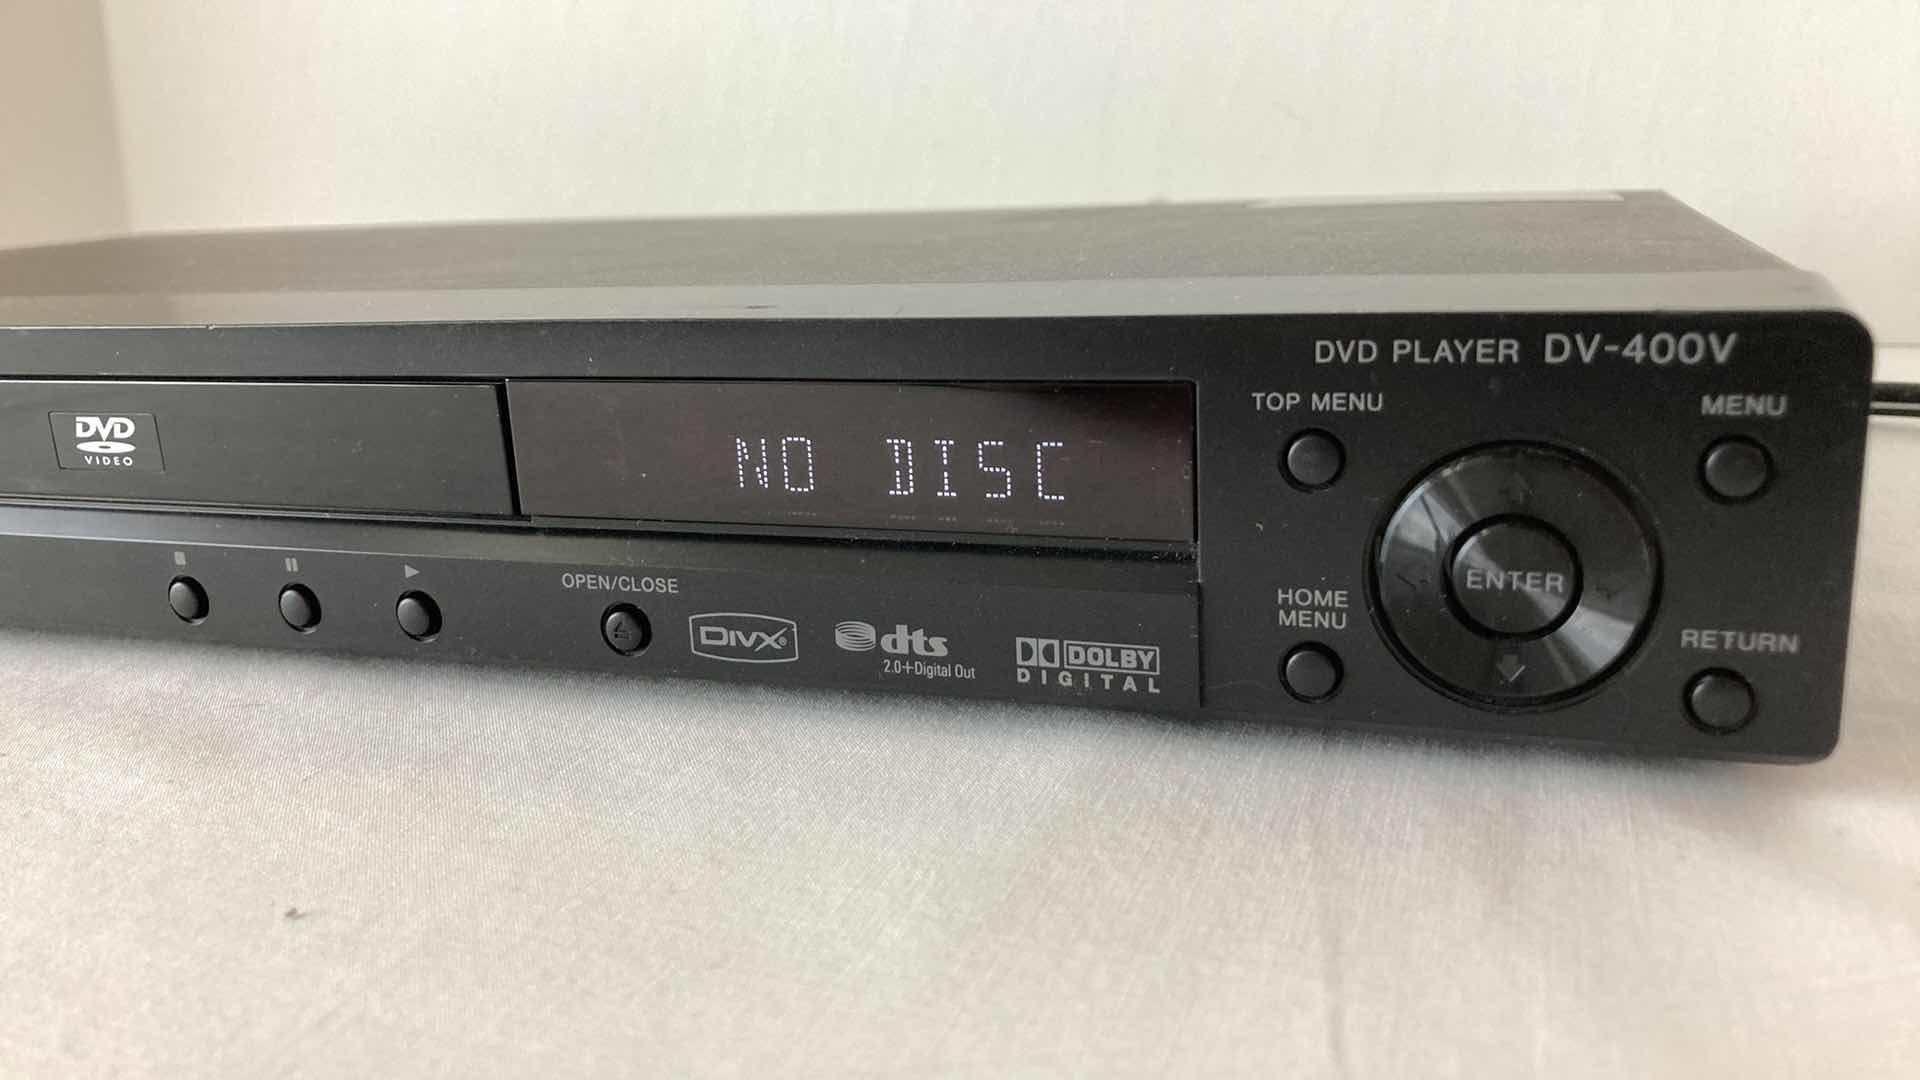 DVD PLAYER DV-400V
TOP MENU
MENU
DVD
VIDEO
NO DISC
ENTER
OPEN/CLOSE
HOME
MENU
RETURN
DIVX®
dts
2.0+Digital Out
DOLBY
DIGITAL